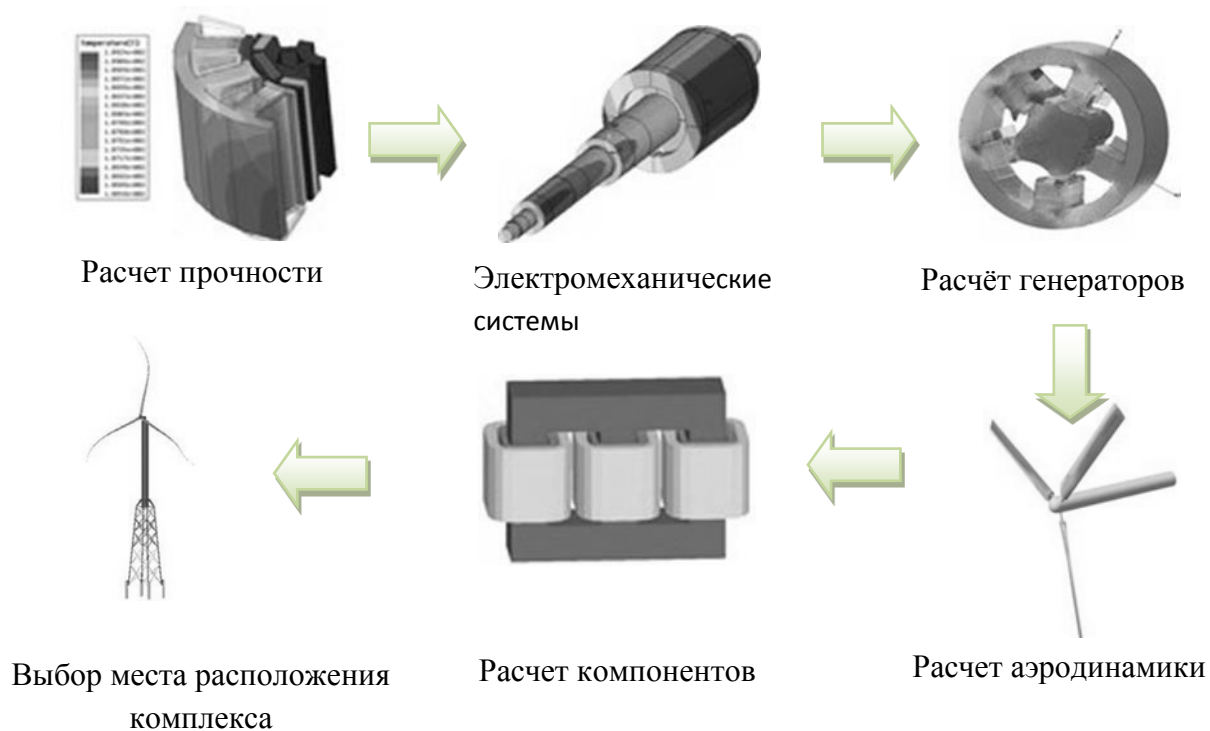 Расчет прочности
Электромеханические
системы
Расчёт генераторов
Выбор места расположения
комплекса
Расчет компонентов
Расчет аэродинамики